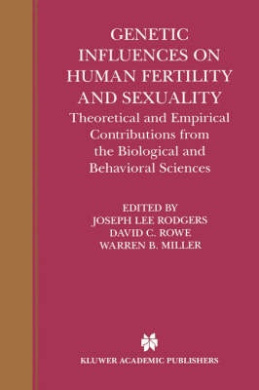 GENETIC
INFLUENCES ON
HUMAN FERTILITY
AND SEXUALITY
Theoretical and Empirical
Contributions from
the Biological and
Behavioral Sciences
EDITED BY
JOSEPH LEE RODGERS
DAVID C. ROWE
WARREN B. MILLER
KLUWER ACADEMIC PUBLISHERS